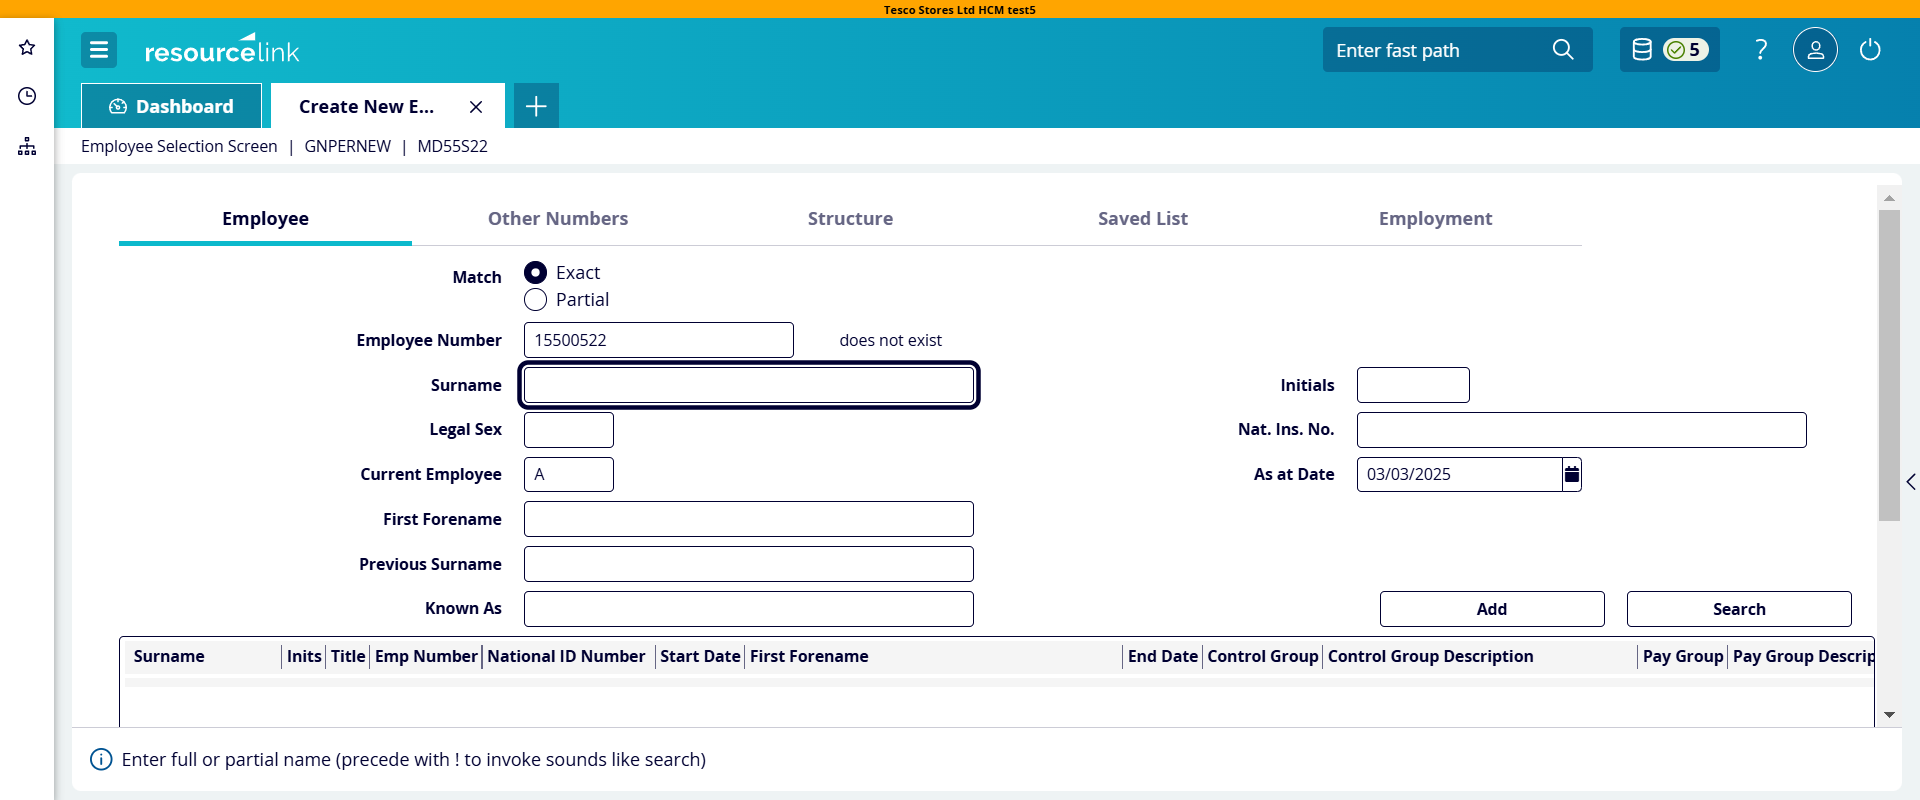 Tesco Stores Ltd HCM test5
resourcelink
Enter fast path
5
?
Dashboard
Create New E...
Employee Selection Screen | GNPERNEW | MD55S22
Employee
Other Numbers
Structure
Saved List
Employment
Match
Exact
Partial
Employee Number
15500522
does not exist
Surname
Initials
Legal Sex
Nat. Ins. No.
Current Employee
A
As at Date
03/03/2025
First Forename
Previous Surname
Known As
Add
Search
Surname Inits Title Emp Number National ID Number Start Date First Forename End Date Control Group Control Group Description Pay Group Pay Group Descrip
Enter full or partial name (precede with ! to invoke sounds like search)